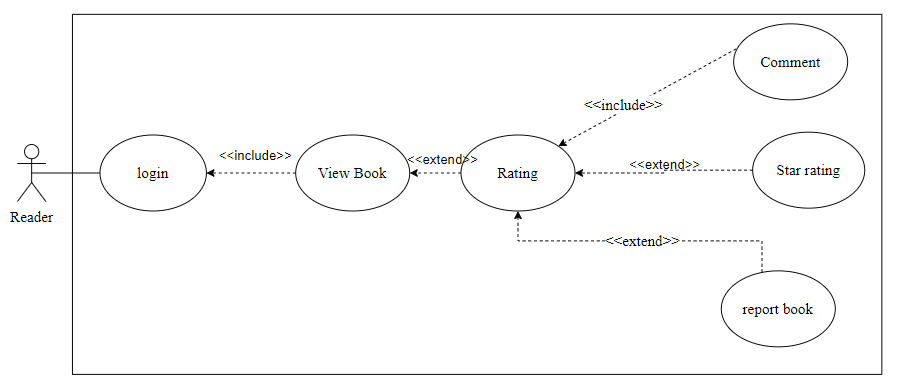 Comment
<<include>>
<<include>>
<<extend>>
<<extend>>
login
View Book
Rating
Star rating
Reader
<<extend>>
report book